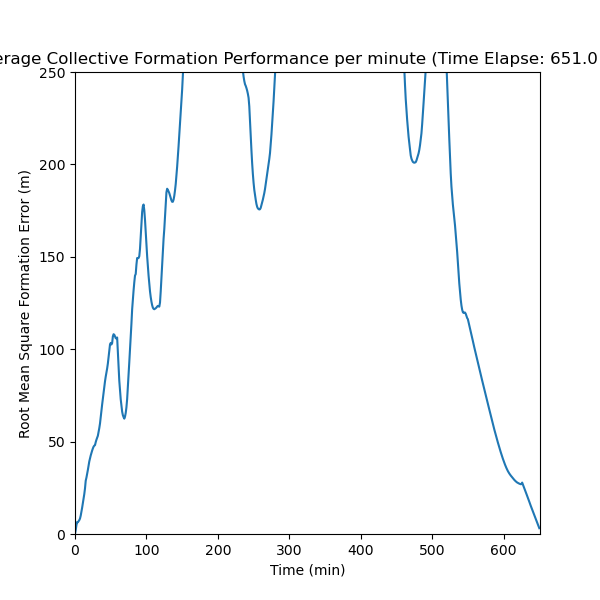 erage Collective Formation Performance per minute (Time Elapse: 651.0
250
200
150
100
50
0
Root Mean Square Formation Error (m)
0 100 200 300 400 500 600
Time (min)